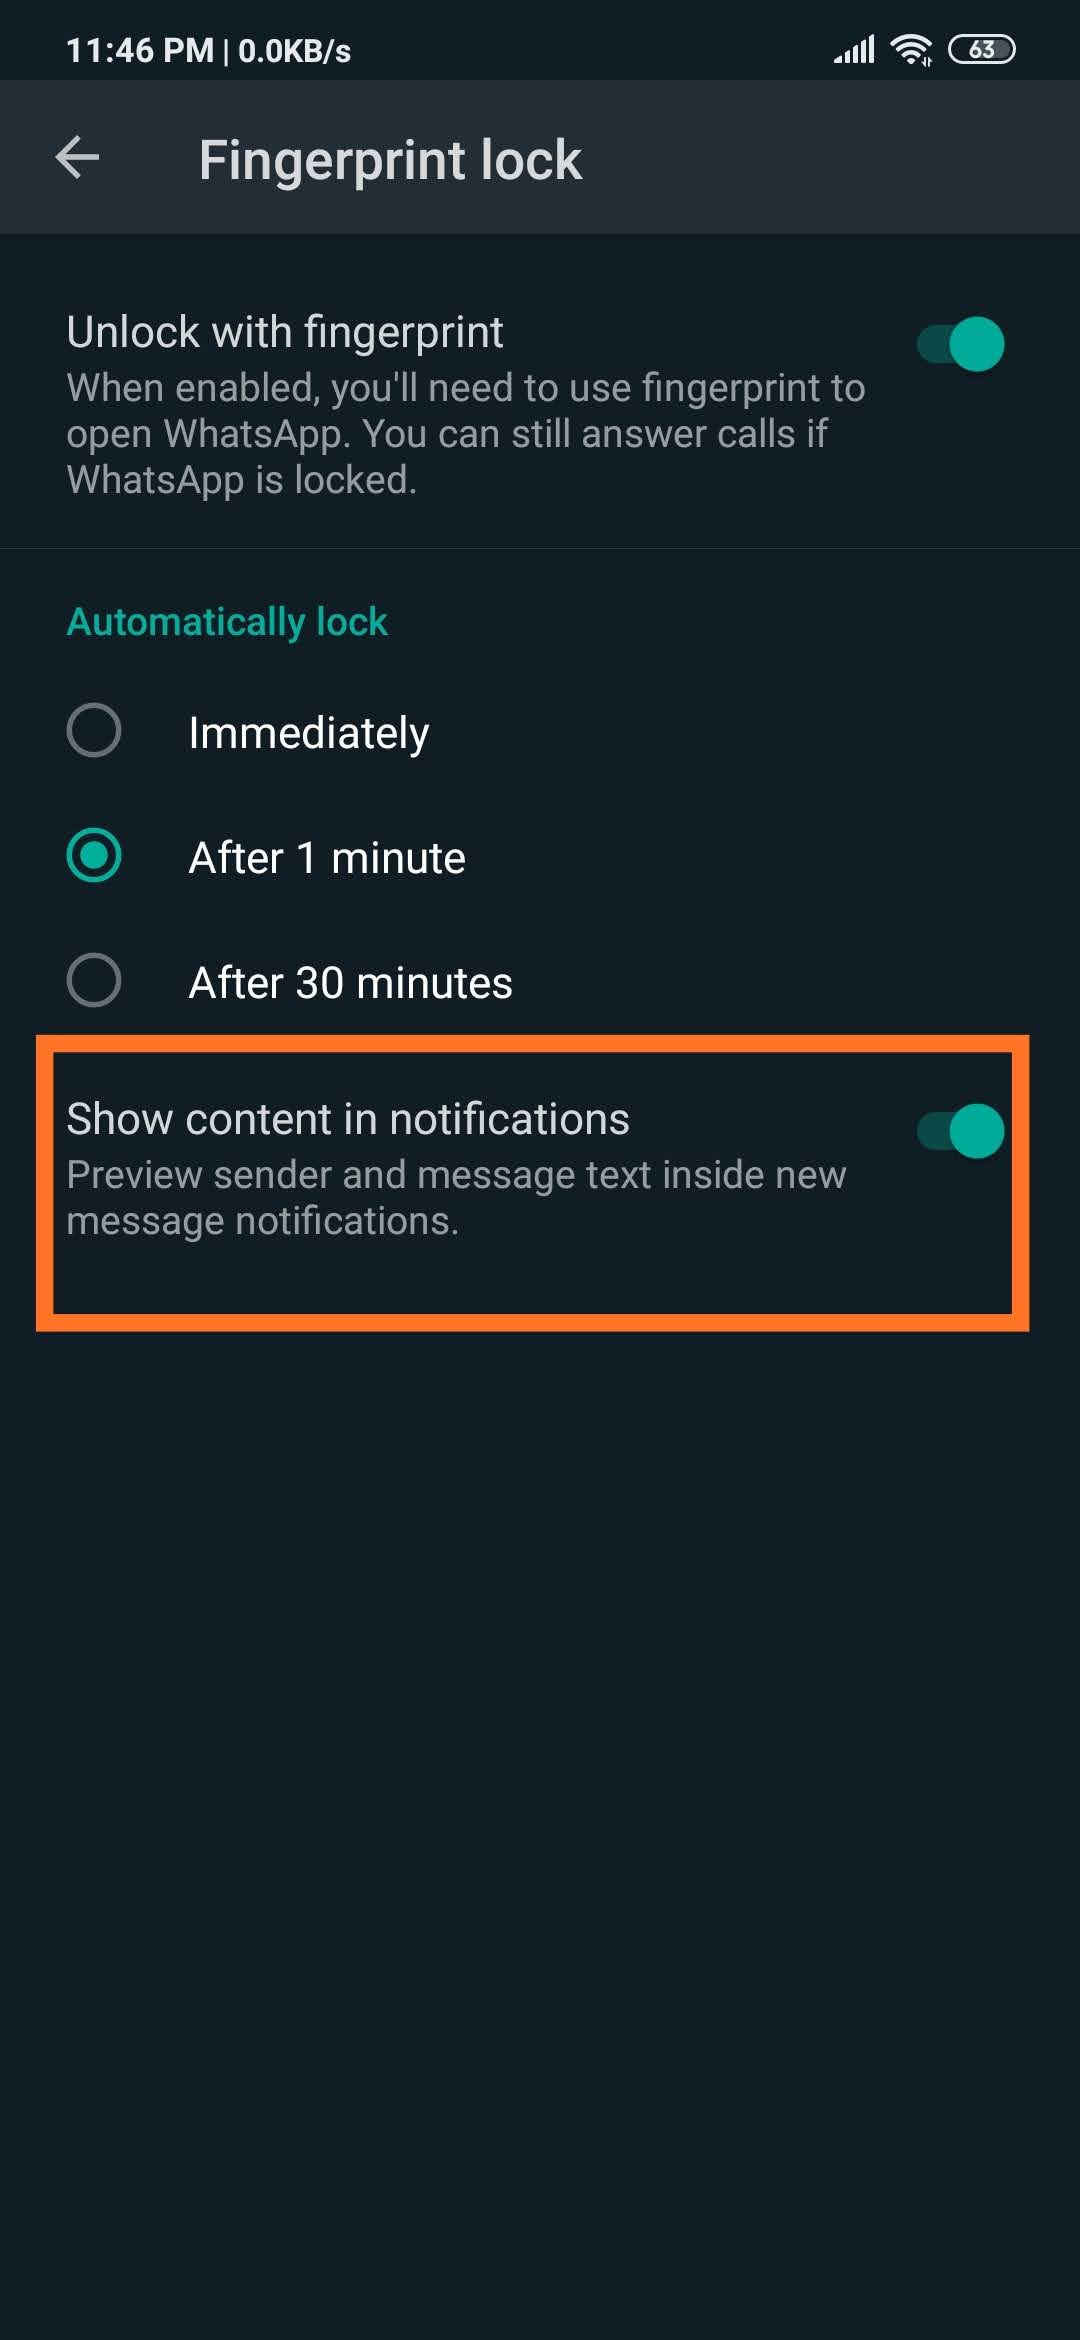 11:46 PM | 0.0KB/s 63
Fingerprint lock
Unlock with fingerprint
When enabled, you'll need to use fingerprint to
open WhatsApp. You can still answer calls if
WhatsApp is locked.
Automatically lock
Immediately
After 1 minute
After 30 minutes
Show content in notifications
Preview sender and message text inside new
message notifications.